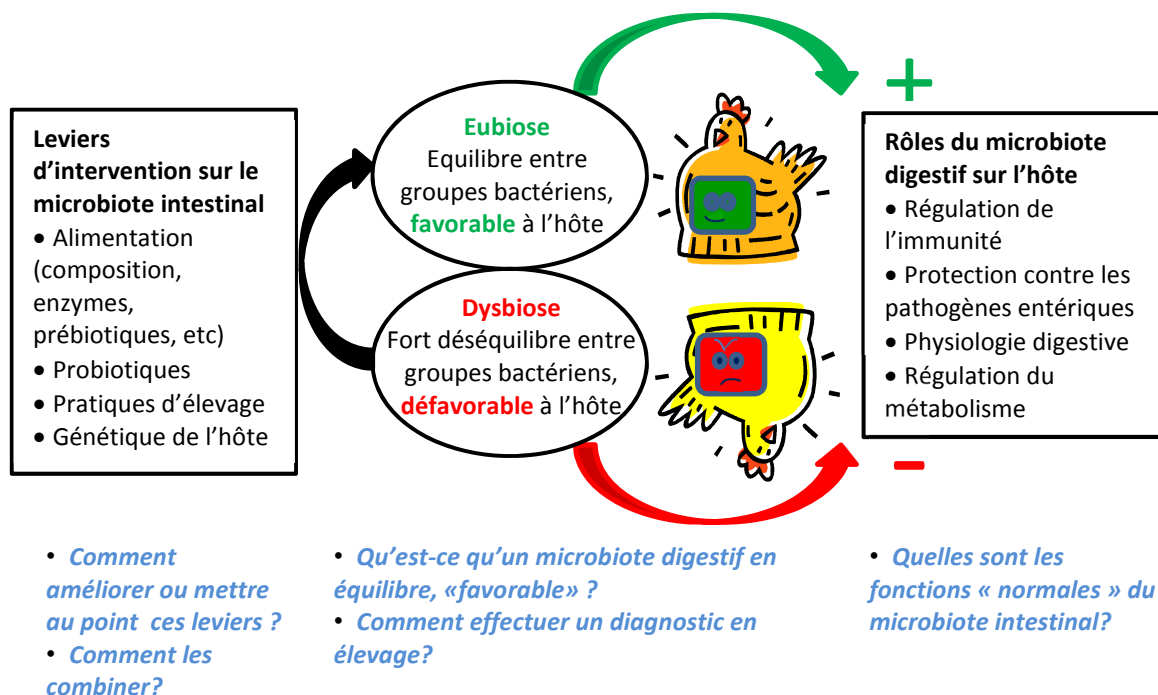 Leviers
d’intervention sur le
microbiote intestinal
• Alimentation
(composition,
enzymes,
prébiotiques, etc)
• Probiotiques
• Pratiques d’élevage
• Génétique de l’hôte
Eubiose
Equilibre entre
groupes bactériens,
favorable à l’hôte
Dysbiose
Fort déséquilibre entre
groupes bactériens,
défavorable à l’hôte
+
Rôles du microbiote
digestif sur l’hôte
• Régulation de
l’immunité
• Protection contre les
pathogènes entériques
• Physiologie digestive
• Régulation du
métabolisme
-
• Comment
améliorer ou mettre
au point ces leviers ?
• Comment les
combiner?
• Qu’est-ce qu’un microbiote digestif en
équilibre, «favorable» ?
• Comment effectuer un diagnostic en
élevage?
• Quelles sont les
fonctions « normales » du
microbiote intestinal?